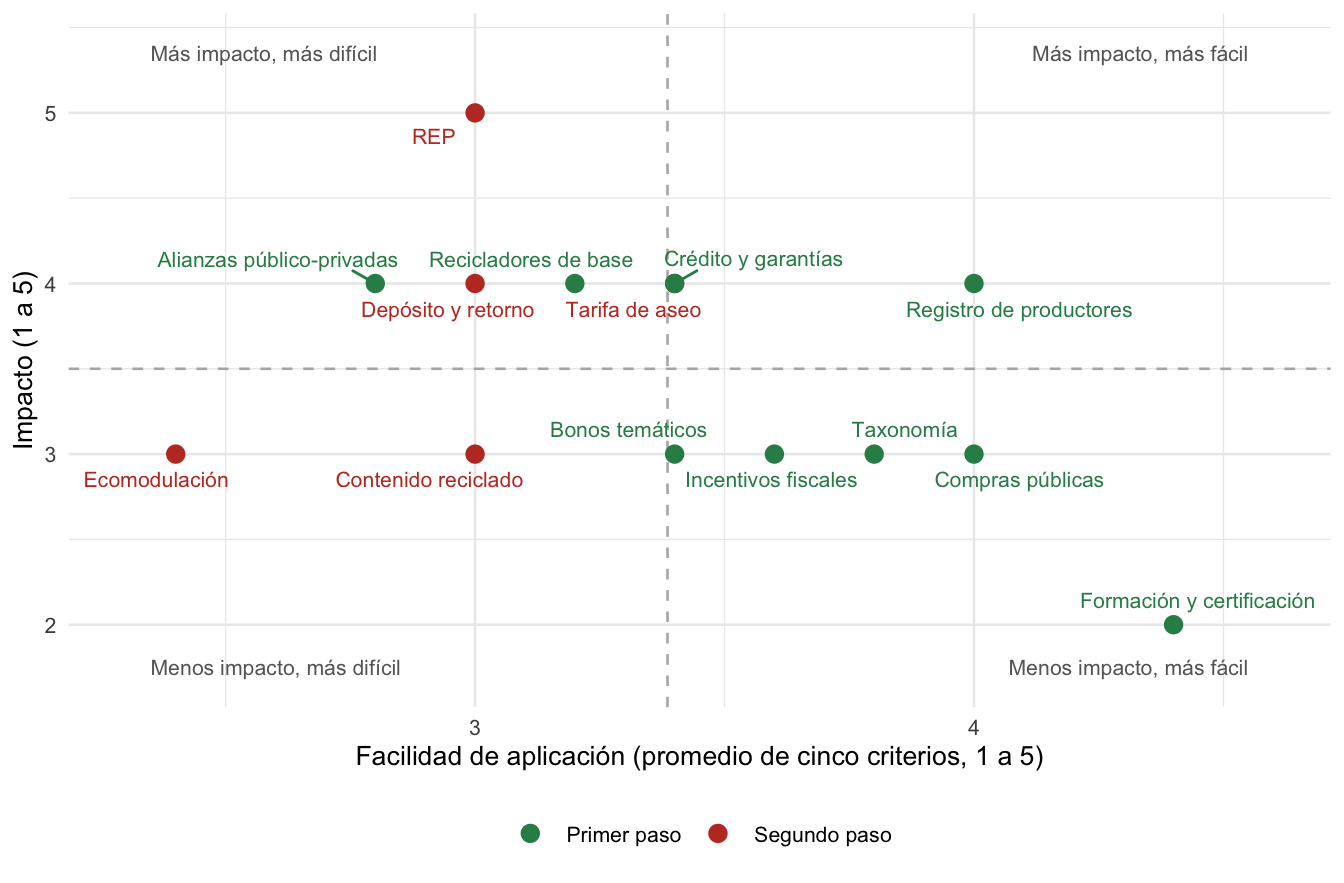 Más impacto, más difícil
Más impacto, más fácil
5
REP
Alianzas público-privadas
Recicladores de base
Crédito y garantías
4
Depósito y retorno
Tarifa de aseo
Registro de productores
Impacto (1 a 5)
Bonos temáticos
Taxonomía
3
Ecomodulación
Contenido reciclado
Incentivos fiscales
Compras públicas
Formación y certificación
2
Menos impacto, más difícil
Menos impacto, más fácil
3
4
Facilidad de aplicación (promedio de cinco criterios, 1 a 5)
Primer paso
Segundo paso